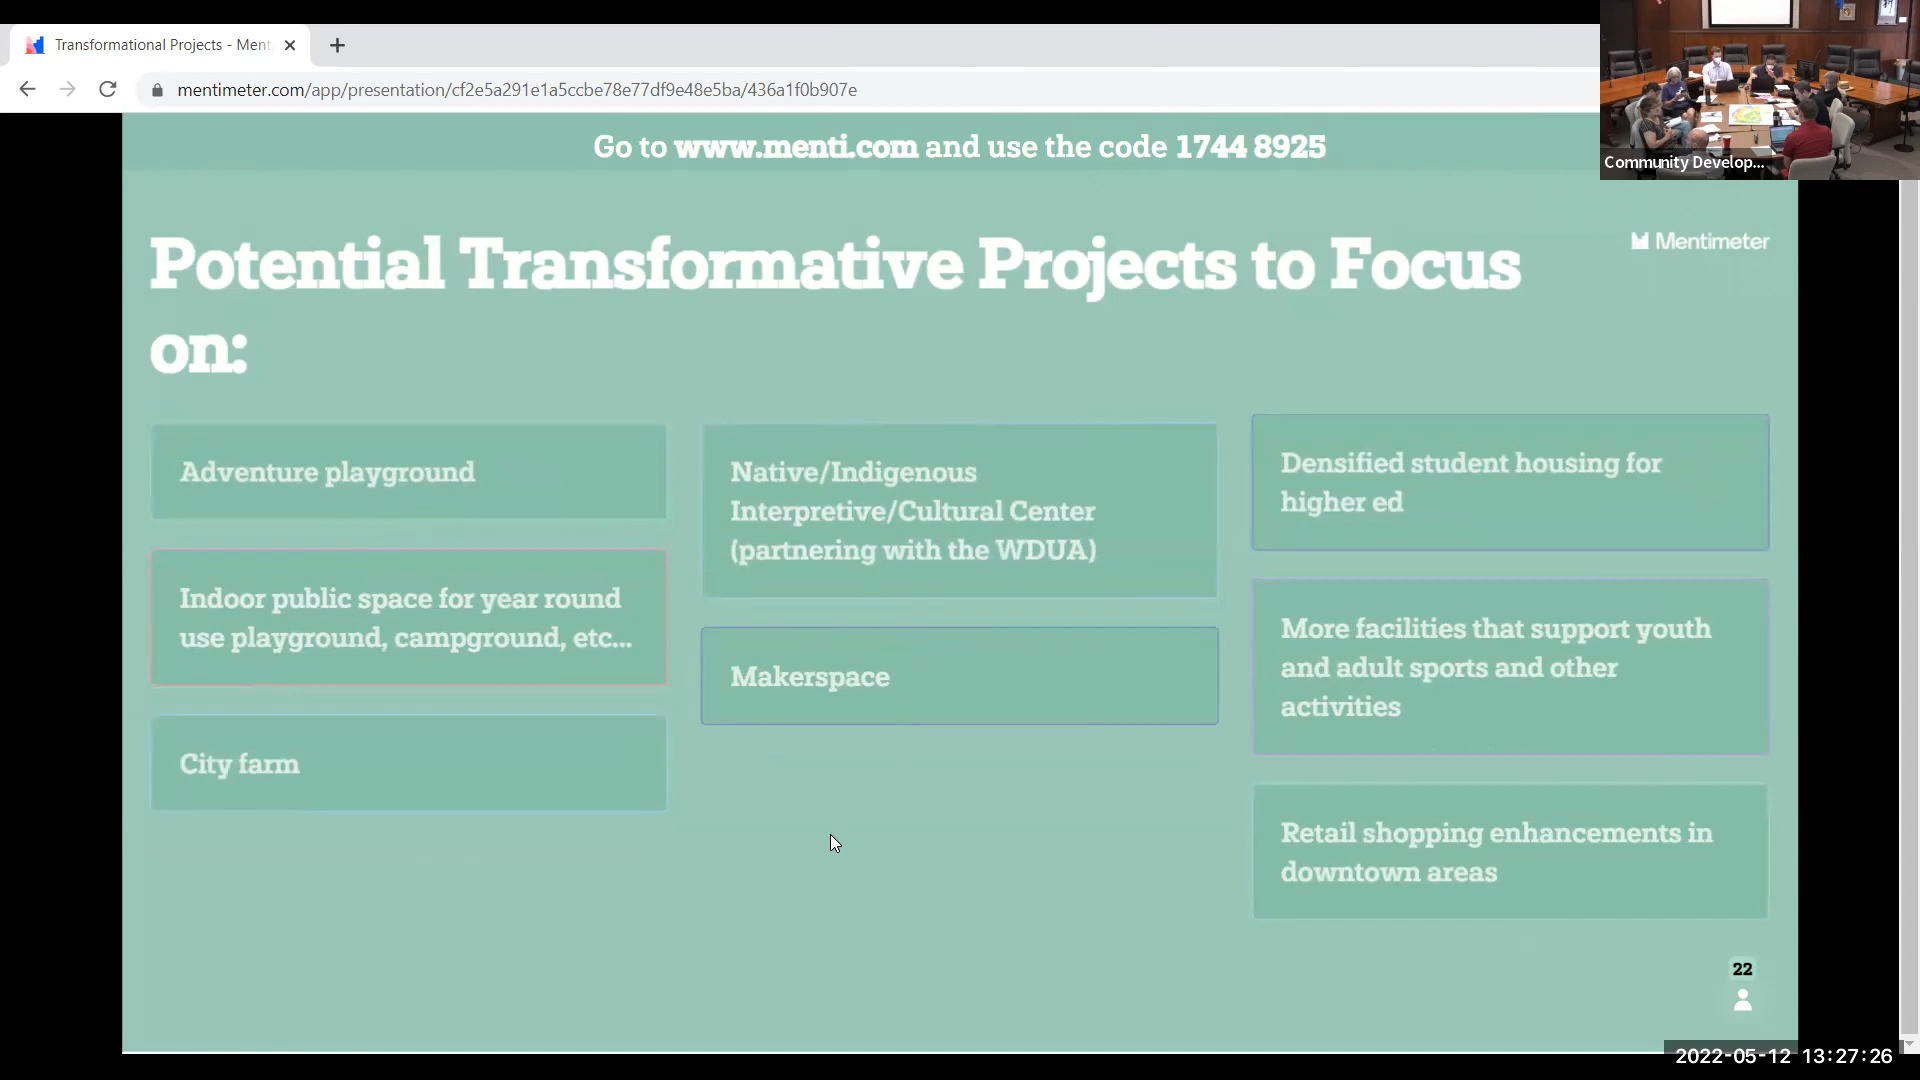 Transformational Projects - Ment
mentimeter.com/app/presentation/cf2e5a291e1a5ccbe78e77df9e48e5ba/436a1f0b907e
Community Develop...
Go to www.menti.com and use the code 1744 8925
Mentimeter
Potential Transformative Projects to Focus
on:
Adventure playground
Indoor public space for year round
use playground, campground, etc...
City farm
Native/Indigenous
Interpretive/Cultural Center
(partnering with the WDUA)
Makerspace
Densified student housing for
higher ed
More facilities that support youth
and adult sports and other
activities
Retail shopping enhancements in
downtown areas
22
2022-05-12 13:27:26